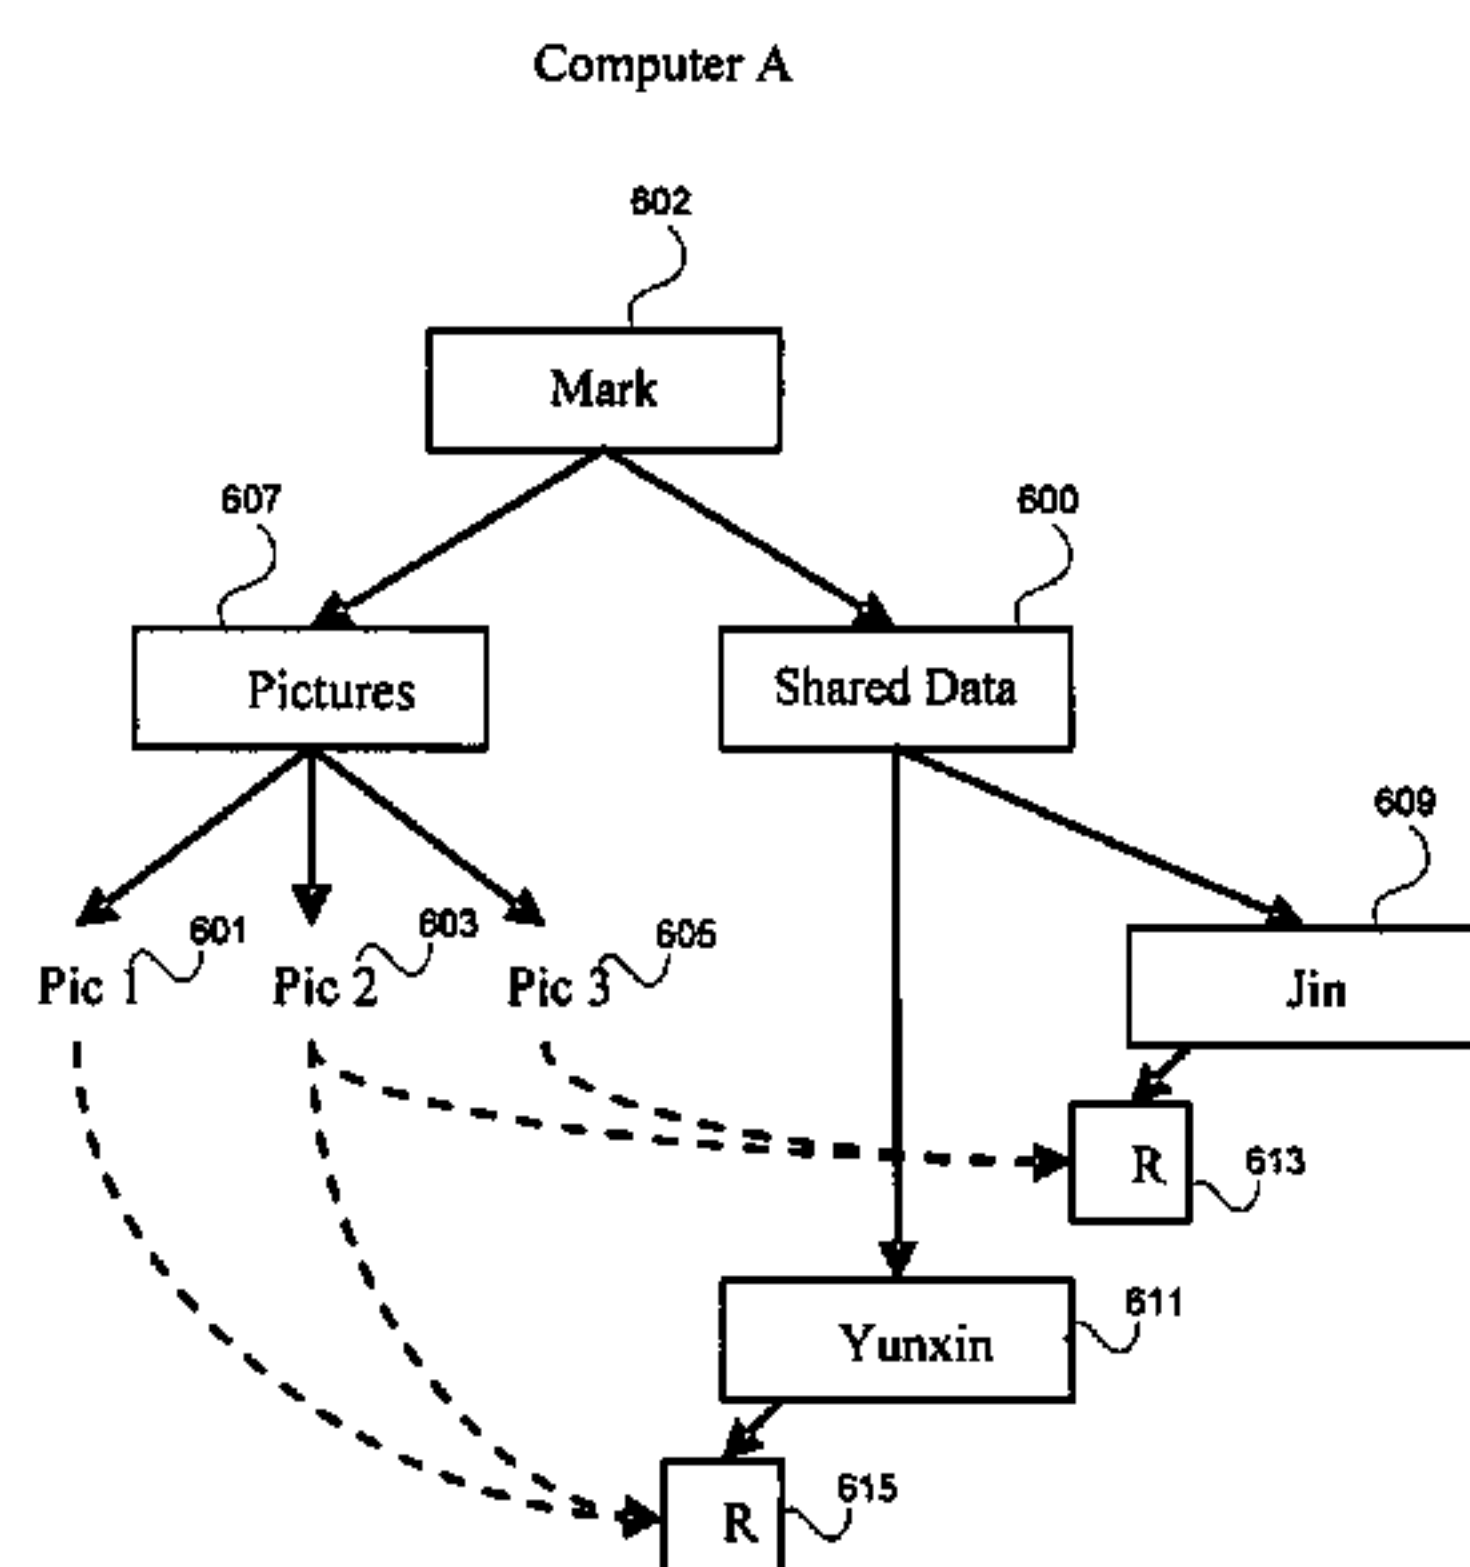 Computer A
602
Mark
607
600
Pictures
Shared Data
609
601
603
605
Pic 1
Pic 2
Pic 3
Jin
R
613
611
Yunxin
615
R